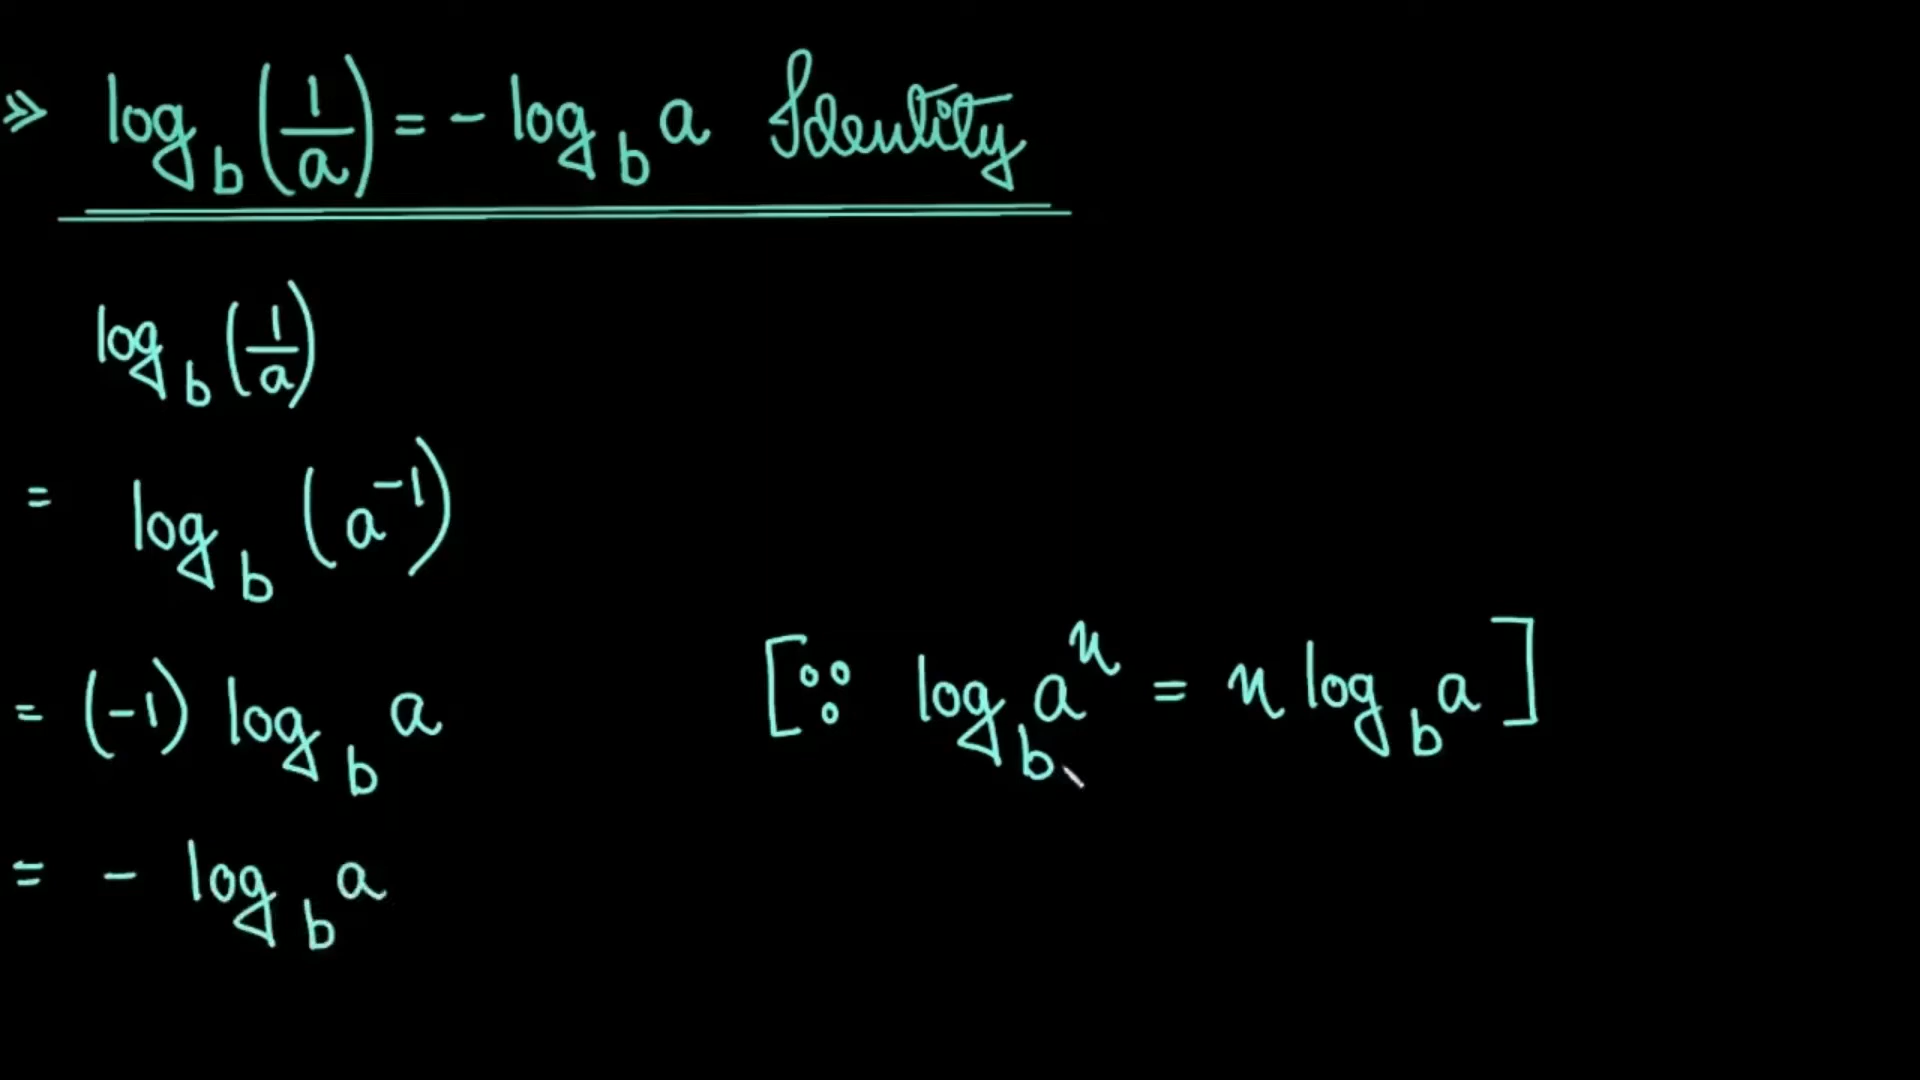 ≫ log_b (1/a) = - log_b a Identity
log_b (1/a)
= log_b (a^-1)
= (-1) log_b a [∵ log_b a^n = n log_b a]
= - log_b a